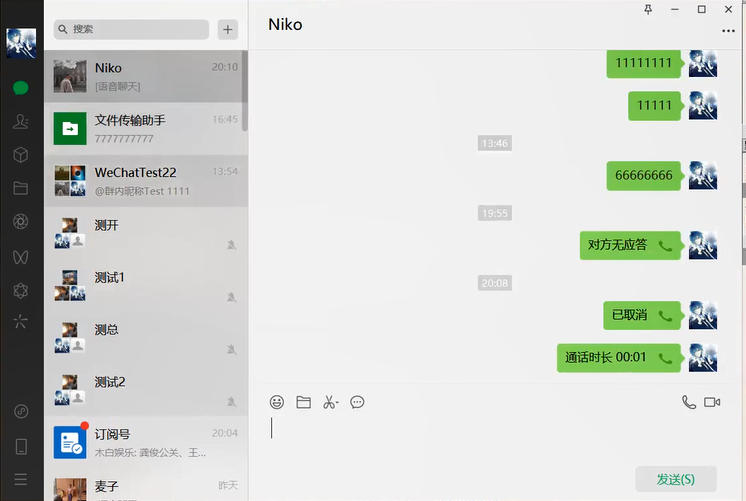 搜索
Niko
20:10
[语音聊天]
文件传输助手
16:45
7777777777
WeChatTest22
13:54
@群内昵称Test 1111
测开
测试1
测总
测试2
订阅号
20:04
木白娱乐: 龚俊公关、王...
麦子
昨天
Niko
11111111
11111
13:46
66666666
19:55
对方无应答
20:08
已取消
通话时长 00:01
发送(S)